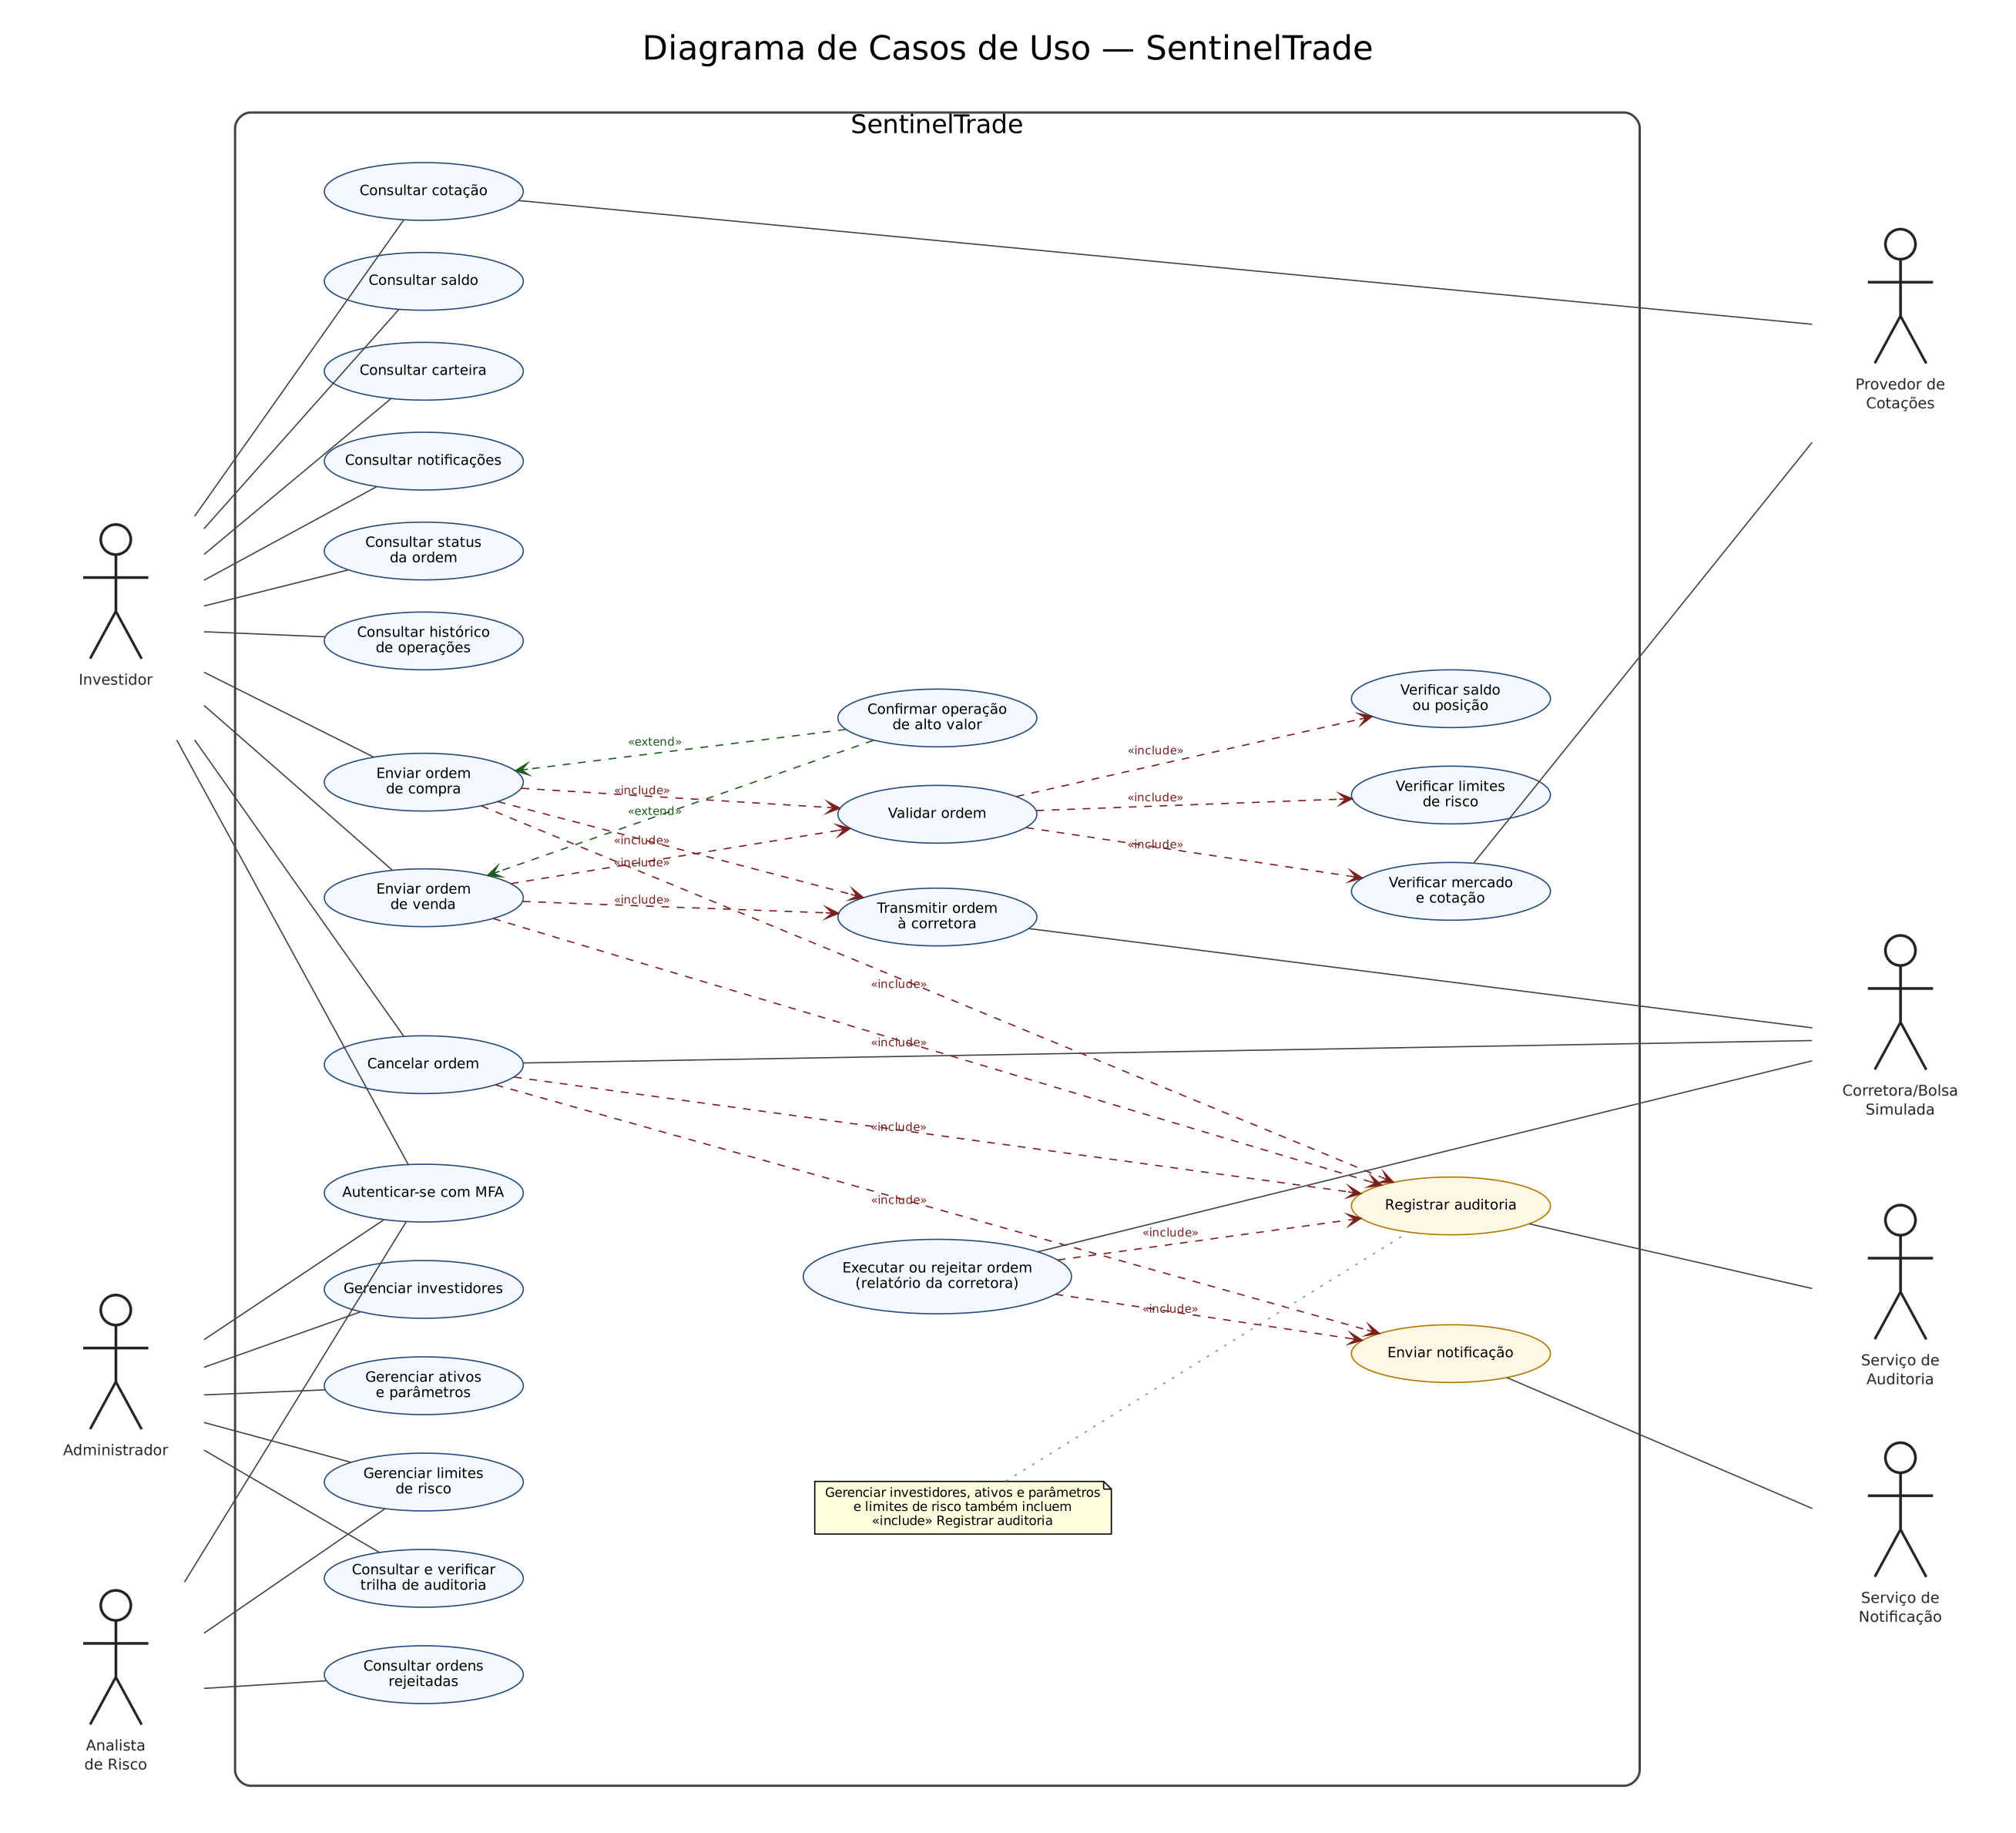 Diagrama de Casos de Uso — SentinelTrade
SentinelTrade
Consultar cotação
Consultar saldo
Consultar carteira
Consultar notificações
Consultar status
da ordem
Consultar histórico
de operações
Enviar ordem
de compra
Enviar ordem
de venda
Cancelar ordem
Autenticar-se com MFA
Gerenciar investidores
Gerenciar ativos
e parâmetros
Gerenciar limites
de risco
Consultar e verificar
trilha de auditoria
Consultar ordens
rejeitadas
Investidor
Administrador
Analista
de Risco
«extend»
«include»
«extend»
«include»
«include»
«include»
Confirmar operação
de alto valor
Validar ordem
Transmitir ordem
à corretora
«include»
«include»
«include»
«include»
Executar ou rejeitar ordem
(relatório da corretora)
Gerenciar investidores, ativos e parâmetros
e limites de risco também incluem
«include» Registrar auditoria
«include»
«include»
«include»
«include»
«include»
Verificar saldo
ou posição
Verificar limites
de risco
Verificar mercado
e cotação
Registrar auditoria
Enviar notificação
Provedor de
Cotações
Corretora/Bolsa
Simulada
Serviço de
Auditoria
Serviço de
Notificação